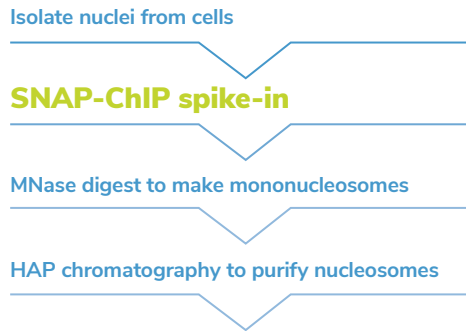 Isolate nuclei from cells
SNAP-ChIP spike-in
MNase digest to make mononucleosomes
HAP chromatography to purify nucleosomes